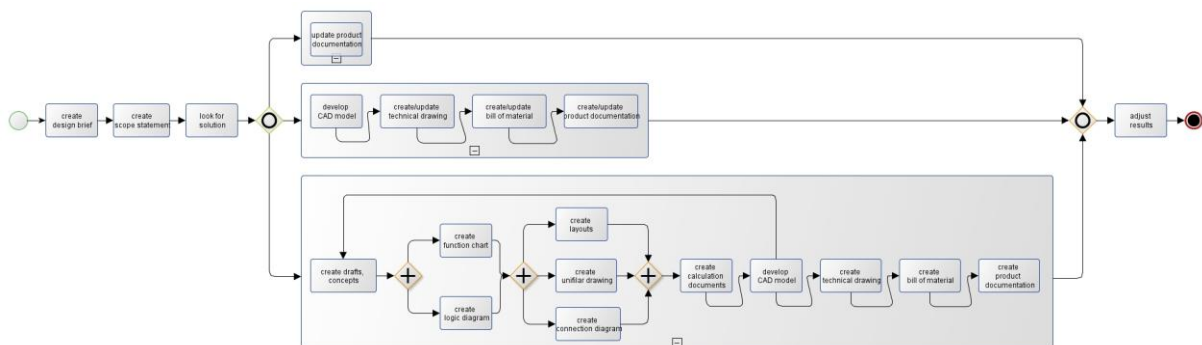 update product
documentation
develop
CAD model
create/update
technical drawing
create/update
bill of material
create/update
product documentation
create
design brief
create
scope statement
look for
solution
adjust
results
create
function chart
create
layouts
create drafts,
concepts
create
unifilar drawing
create
calculation
documents
develop
CAD model
create
technical drawing
create
bill of material
create
product
documentation
create
logic diagram
create
connection diagram